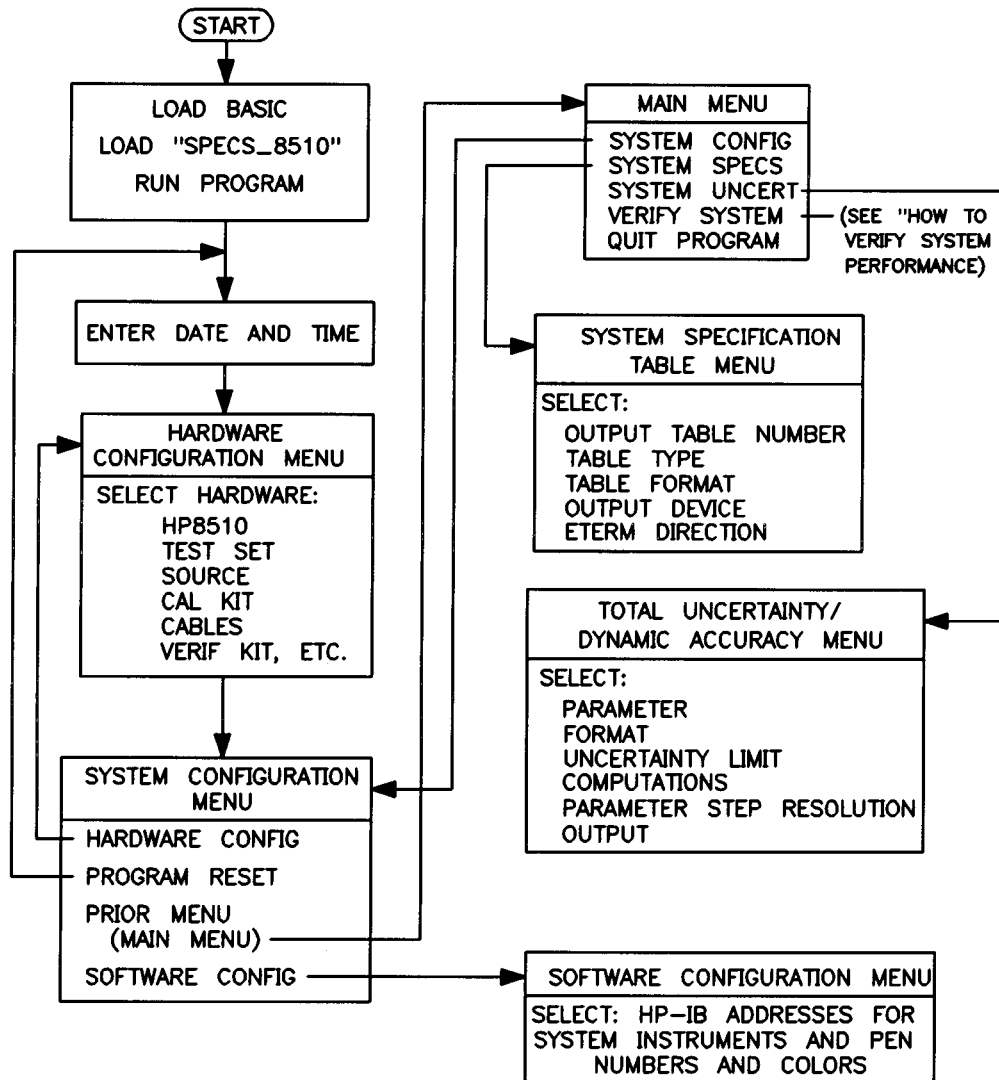 START
LOAD BASIC
LOAD "SPECS_8510"
RUN PROGRAM
ENTER DATE AND TIME
HARDWARE
CONFIGURATION MENU
SELECT HARDWARE:
HP8510
TEST SET
SOURCE
CAL KIT
CABLES
VERIF KIT, ETC.
SYSTEM CONFIGURATION
MENU
HARDWARE CONFIG
PROGRAM RESET
PRIOR MENU
(MAIN MENU)
SOFTWARE CONFIG
MAIN MENU
SYSTEM CONFIG
SYSTEM SPECS
SYSTEM UNCERT
VERIFY SYSTEM
QUIT PROGRAM
(SEE "HOW TO
VERIFY SYSTEM
PERFORMANCE)
SYSTEM SPECIFICATION
TABLE MENU
SELECT:
OUTPUT TABLE NUMBER
TABLE TYPE
TABLE FORMAT
OUTPUT DEVICE
ETERM DIRECTION
TOTAL UNCERTAINTY/
DYNAMIC ACCURACY MENU
SELECT:
PARAMETER
FORMAT
UNCERTAINTY LIMIT
COMPUTATIONS
PARAMETER STEP RESOLUTION
OUTPUT
SOFTWARE CONFIGURATION MENU
SELECT: HP-IB ADDRESSES FOR
SYSTEM INSTRUMENTS AND PEN
NUMBERS AND COLORS